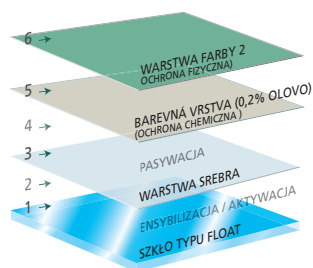 6
WARSTWA FARBY 2
(OCHRONA FIZYCZNA)
5
BAREVNÁ VRSTVA (0,2% OLOVO)
(OCHRONA CHEMICZNA )
4
3
PASYWACJA
2
WARSTWA SREBRA
1
ENSYBILIZACJA / AKTYWACJA
SZKŁO TYPU FLOAT